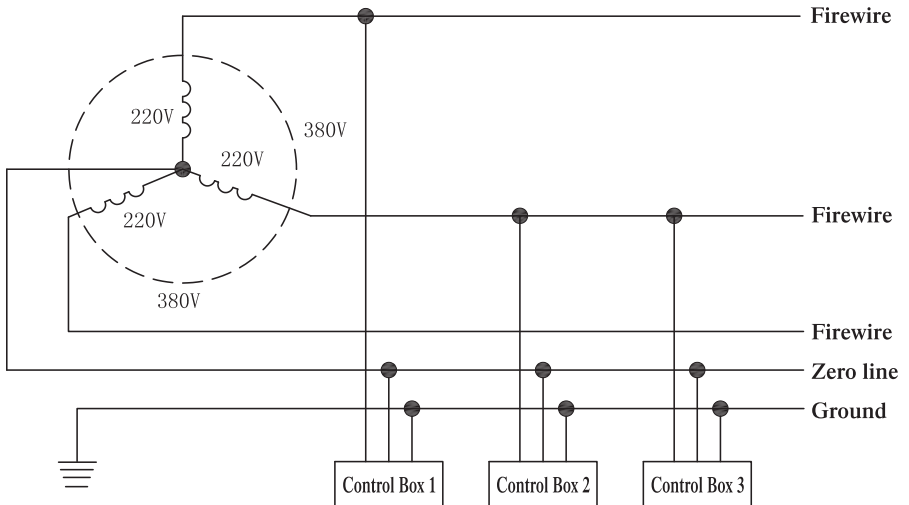 Firewire
220V
380V
220V
220V
Firewire
380V
Firewire
Zero line
Ground
Control Box 1
Control Box 2
Control Box 3